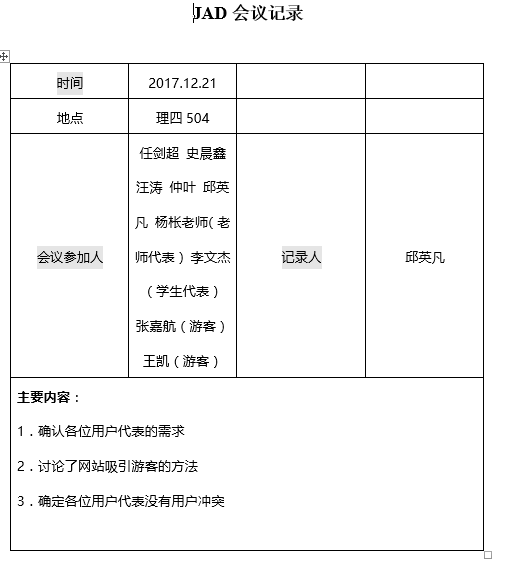 JAD 会议记录
时间 2017.12.21
地点 理四 504
会议参加人
任剑超 史晨鑫
汪涛 仲叶 邱英
凡 杨枨老师(老
师代表）李文杰
（学生代表）
张嘉航（游客）
王凯（游客）
记录人
邱英凡
主要内容：
1．确认各位用户代表的需求
2．讨论了网站吸引游客的方法
3．确定各位用户代表没有用户冲突